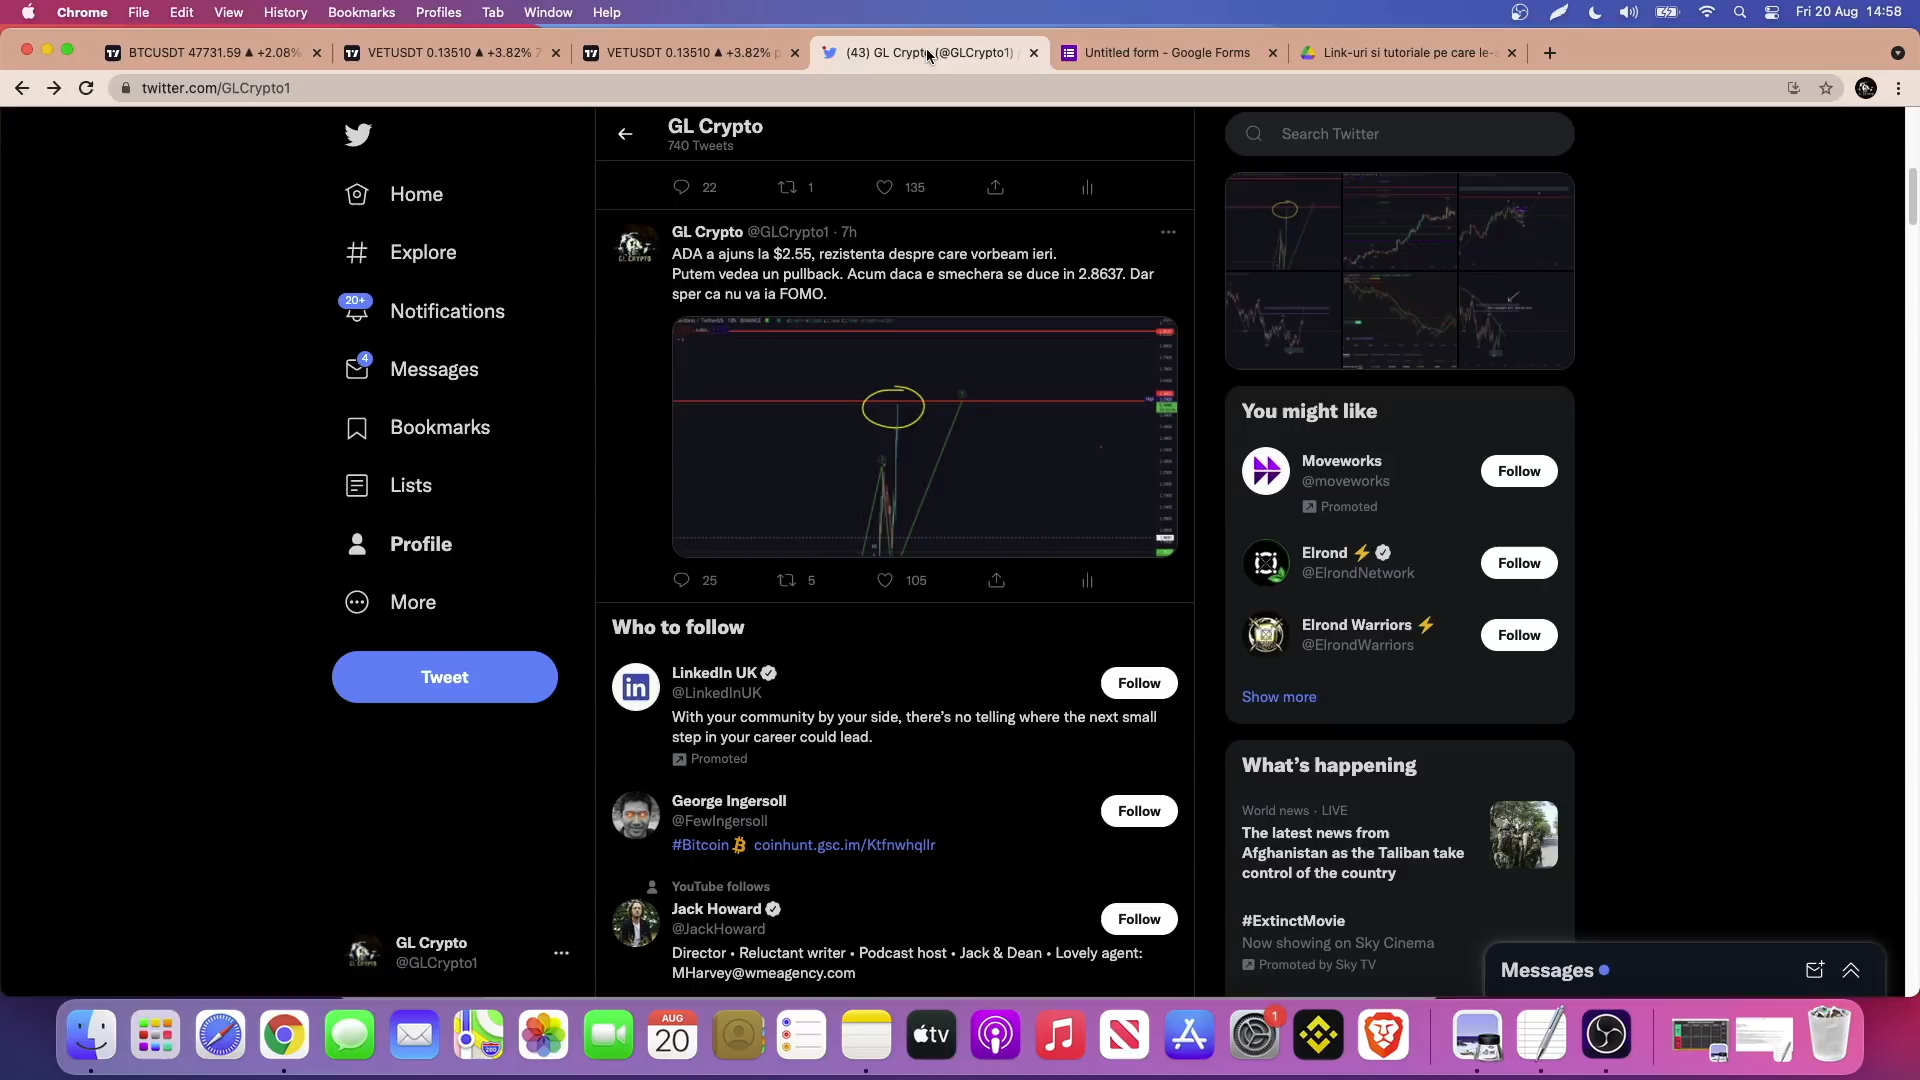 Chrome File Edit View History Bookmarks Profiles Tab Window Help
Fri 20 Aug 14:58
BTCUSDT 47731.59 ▲ +2.08%
VETUSDT 0.13510 ▲ +3.82% 7
VETUSDT 0.13510 ▲ +3.82% p
(43) GL Crypto (@GLCrypto1) /
Untitled form - Google Forms
Link-uri si tutoriale pe care le-a
twitter.com/GLCrypto1
Home
Explore
20+
Notifications
4
Messages
Bookmarks
Lists
Profile
More
Tweet
GL Crypto
@GLCrypto1
GL Crypto
740 Tweets
22 1 135
GL Crypto @GLCrypto1 · 7h
ADA a ajuns la $2.55, rezistenta despre care vorbeam ieri.
Putem vedea un pullback. Acum daca e smechera se duce in 2.8637. Dar
sper ca nu va ia FOMO.
25 5 105
Who to follow
LinkedIn UK
@LinkedInUK
Follow
With your community by your side, there's no telling where the next small
step in your career could lead.
Promoted
George Ingersoll
@FewIngersoll
Follow
#Bitcoin coinhunt.gsc.im/Ktfnwhqllr
YouTube follows
Jack Howard
@JackHoward
Follow
Director • Reluctant writer • Podcast host • Jack & Dean • Lovely agent:
MHarvey@wmeagency.com
Search Twitter
You might like
Moveworks
@moveworks
Promoted
Follow
Elrond ⚡
@ElrondNetwork
Follow
Elrond Warriors ⚡
@ElrondWarriors
Follow
Show more
What's happening
World news · LIVE
The latest news from
Afghanistan as the Taliban take
control of the country
#ExtinctMovie
Now showing on Sky Cinema
Promoted by Sky TV
Messages
AUG
20
tv
1
280